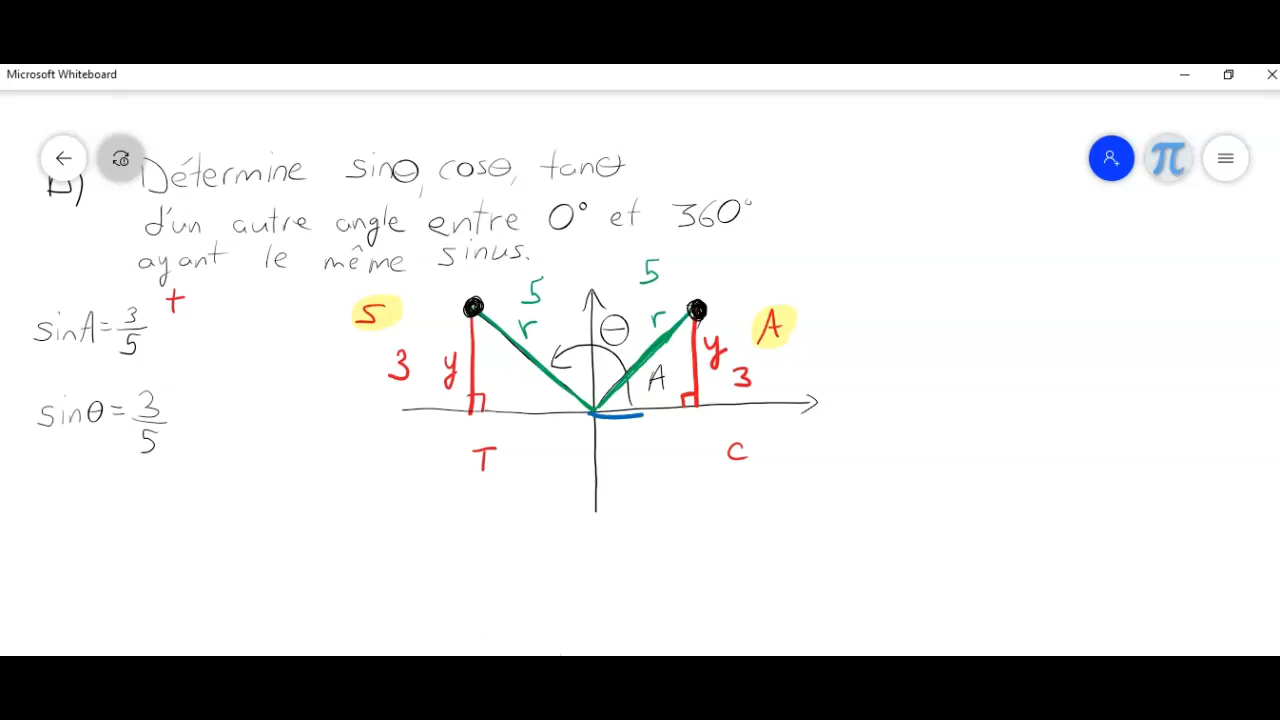 Microsoft Whiteboard
b) Détermine sinθ, cosθ, tanθ
d'un autre angle entre 0° et 360°
ayant le même sinus.
+
sinA = 3/5
sinθ = 3/5
5
5
S
r
θ
r
A
3
y
A
y
3
T
C
π